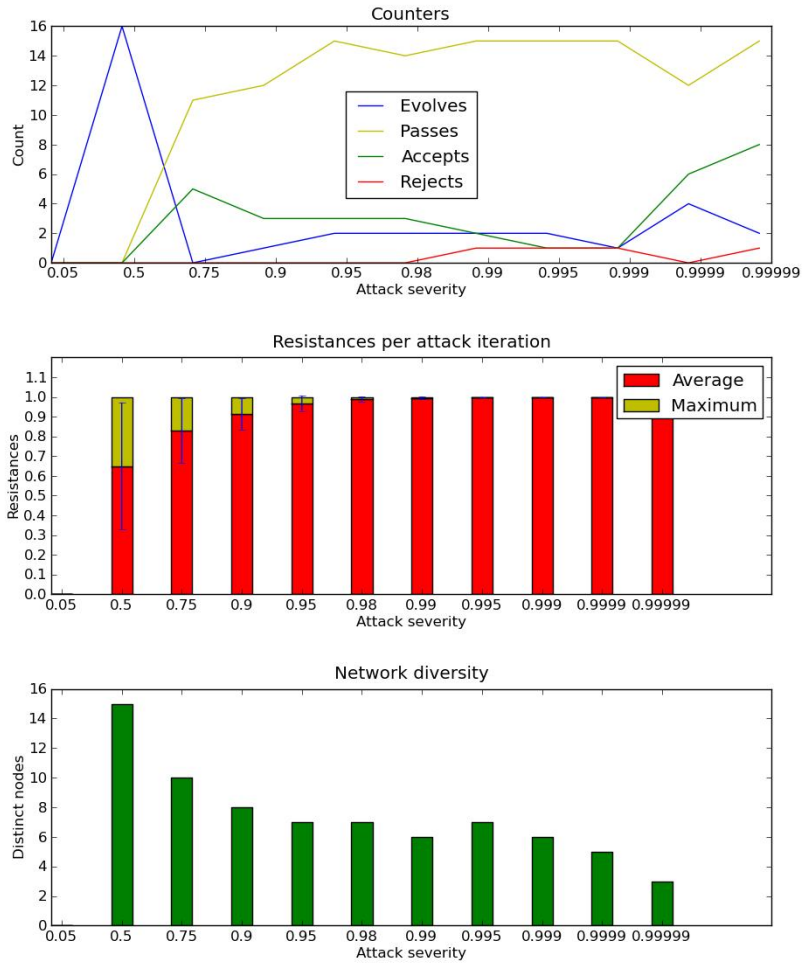 Counters
16
14
12
10
8
6
4
2
0
Count
Evolves
Passes
Accepts
Rejects
0.05 0.5 0.75 0.9 0.95 0.98 0.99 0.995 0.999 0.9999 0.99999
Attack severity
Resistances per attack iteration
1.1
1.0
0.9
0.8
0.7
0.6
0.5
0.4
0.3
0.2
0.1
0.0
Resistances
Average
Maximum
0.05 0.5 0.75 0.9 0.95 0.98 0.99 0.995 0.999 0.9999 0.99999
Attack severity
Network diversity
16
14
12
10
8
6
4
2
0
Distinct nodes
0.05 0.5 0.75 0.9 0.95 0.98 0.99 0.995 0.999 0.9999 0.99999
Attack severity